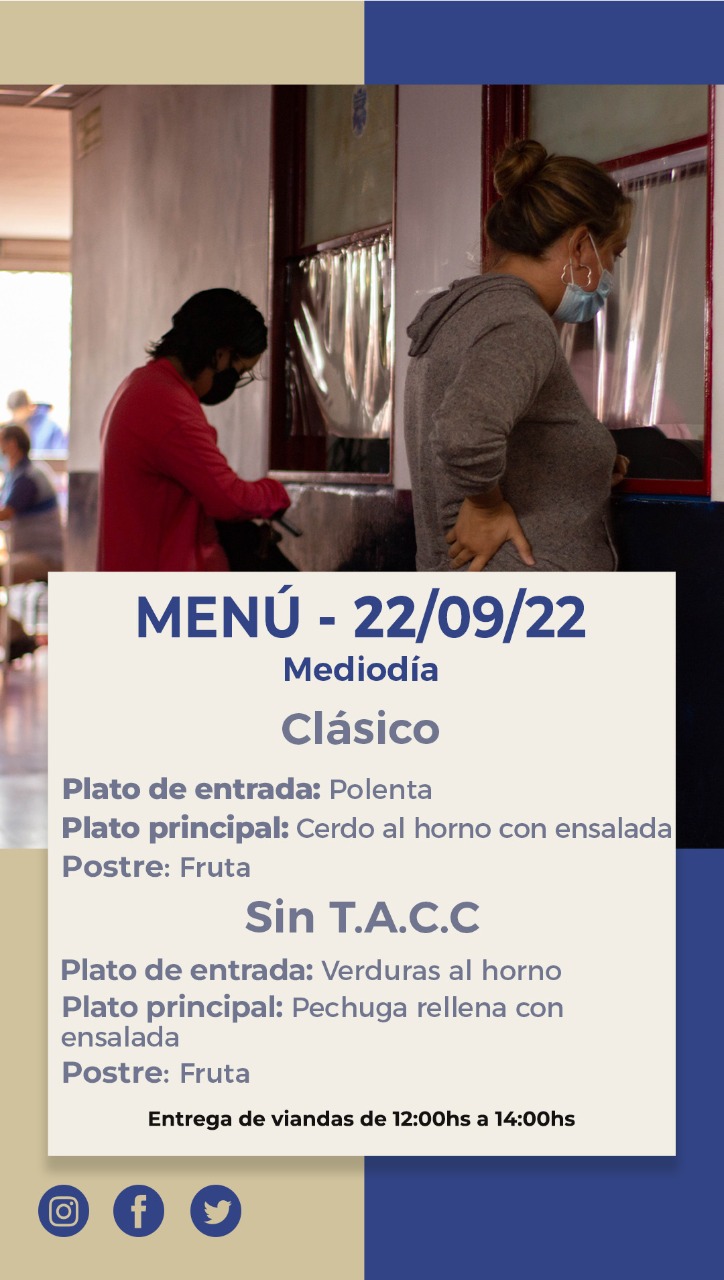 MENÚ - 22/09/22
Mediodía
Clásico
Plato de entrada: Polenta
Plato principal: Cerdo al horno con ensalada
Postre: Fruta
Sin T.A.C.C
Plato de entrada: Verduras al horno
Plato principal: Pechuga rellena con
ensalada
Postre: Fruta
Entrega de viandas de 12:00hs a 14:00hs